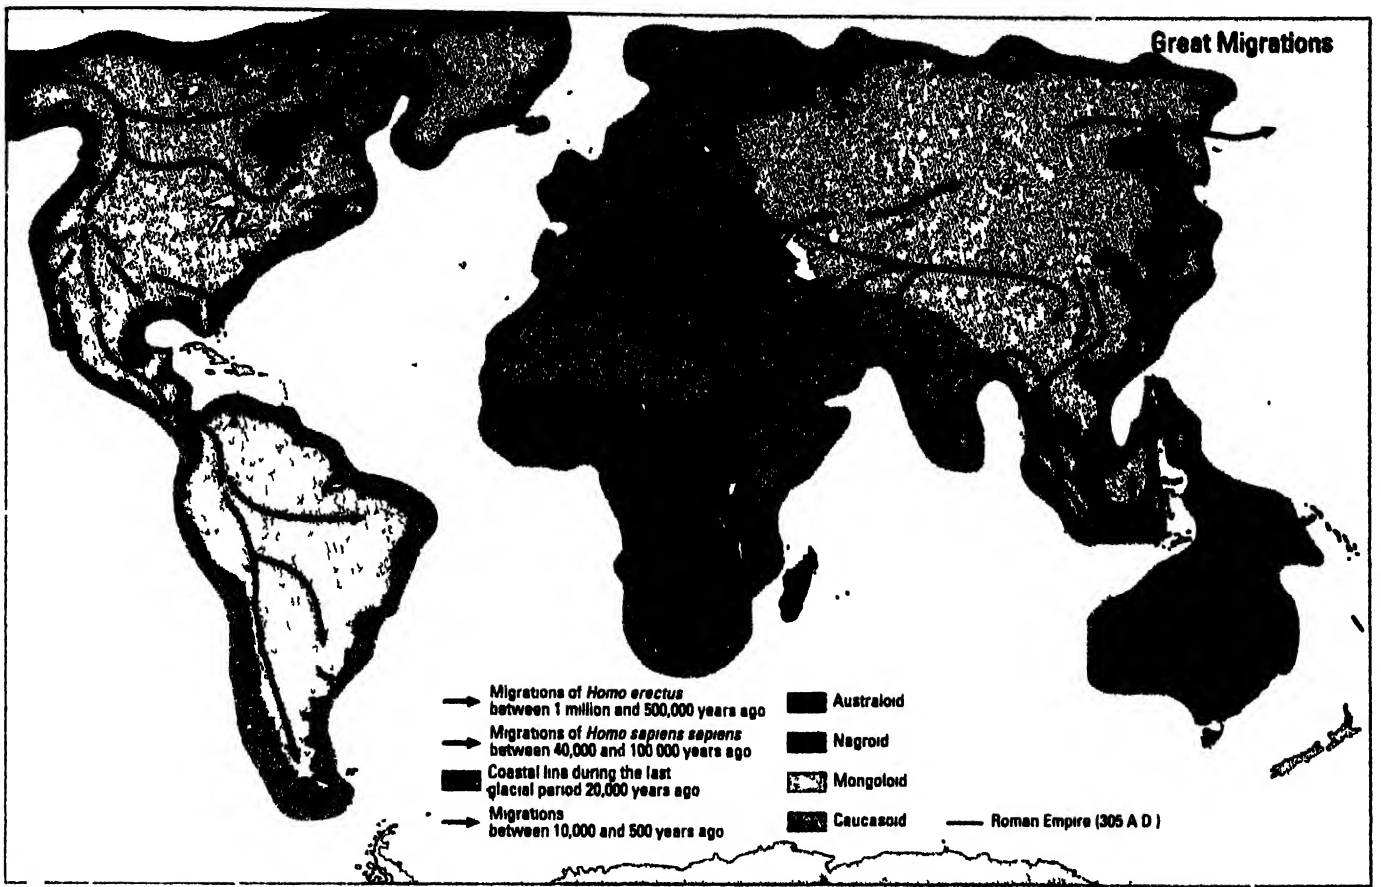 Great Migrations
Migrations of Homo erectus
between 1 million and 500,000 years ago
Migrations of Homo sapiens sapiens
between 40,000 and 100 000 years ago
Coastal line during the last
glacial period 20,000 years ago
Migrations
between 10,000 and 500 years ago
Australoid
Nagroid
Mongoloid
Caucasoid
Roman Empire (305 A D )